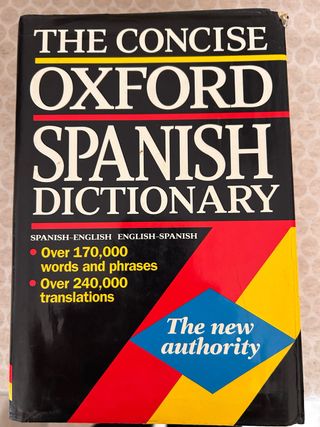 THE CONCISE
OXFORD
SPANISH
DICTIONARY
SPANISH–ENGLISH ENGLISH–SPANISH
• Over 170,000
words and phrases
• Over 240,000
translations
The new
authority